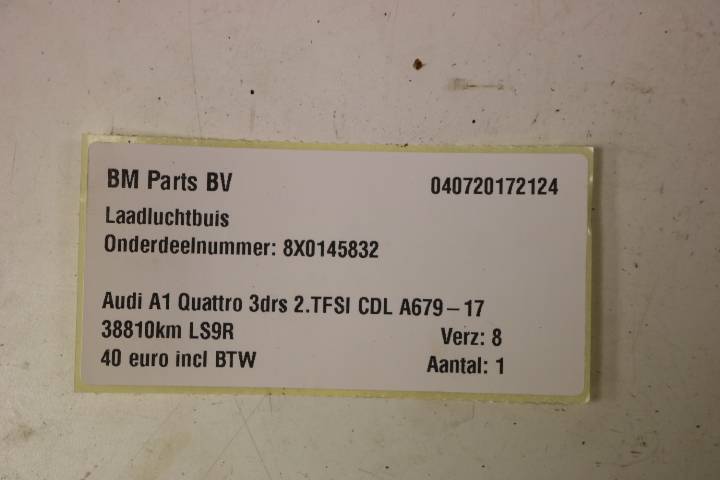 BM Parts BV 040720172124
Laadluchtbuis
Onderdeelnummer: 8X0145832
Audi A1 Quattro 3drs 2.TFSI CDL A679-17
38810km LS9R Verz: 8
40 euro incl BTW Aantal: 1